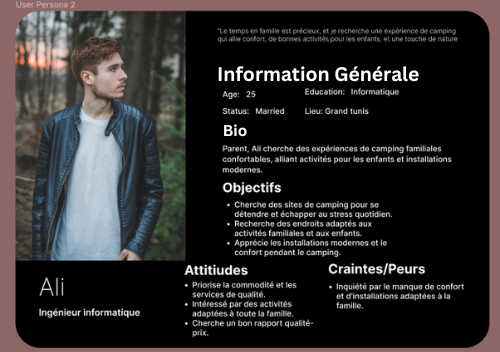 User Persona 2
"Le temps en famille est précieux, et je recherche une expérience de camping
qui allie confort, de bonnes activités pour les enfants, et une touche de nature
Information Générale
Age: 25
Education: Informatique
Status: Married
Lieu: Grand tunis
Bio
Parent, Ali cherche des expériences de camping familiales
confortables, alliant activités pour les enfants et installations
modernes.
Objectifs
• Cherche des sites de camping pour se
détendre et échapper au stress quotidien.
• Recherche des endroits adaptés aux
activités familiales et aux enfants.
• Apprécie les installations modernes et le
confort pendant le camping.
Ali
Ingénieur informatique
Attitiudes
• Priorise la commodité et les
services de qualité.
• Intéressé par des activités
adaptées à toute la famille.
• Cherche un bon rapport qualité-
prix.
Craintes/Peurs
• Inquiété par le manque de confort
et d'installations adaptées à la
famille.